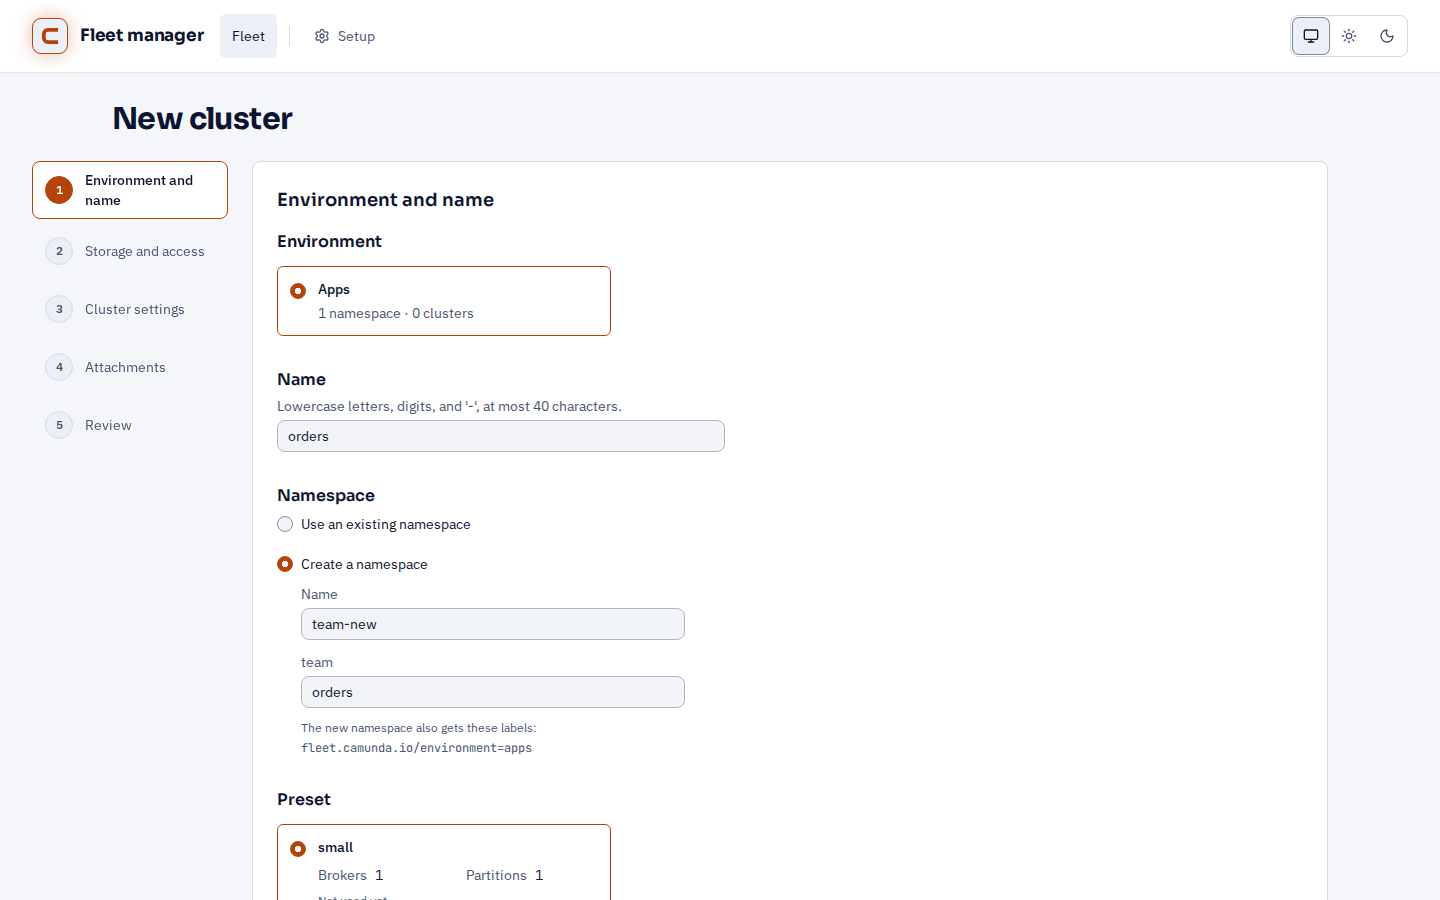 Fleet manager
Fleet
Setup
New cluster
1
Environment and
name
2
Storage and access
3
Cluster settings
4
Attachments
5
Review
Environment and name
Environment
Apps
1 namespace · 0 clusters
Name
Lowercase letters, digits, and '-', at most 40 characters.
orders
Namespace
Use an existing namespace
Create a namespace
Name
team-new
team
orders
The new namespace also gets these labels:
fleet.camunda.io/environment=apps
Preset
small
Brokers 1
Partitions 1